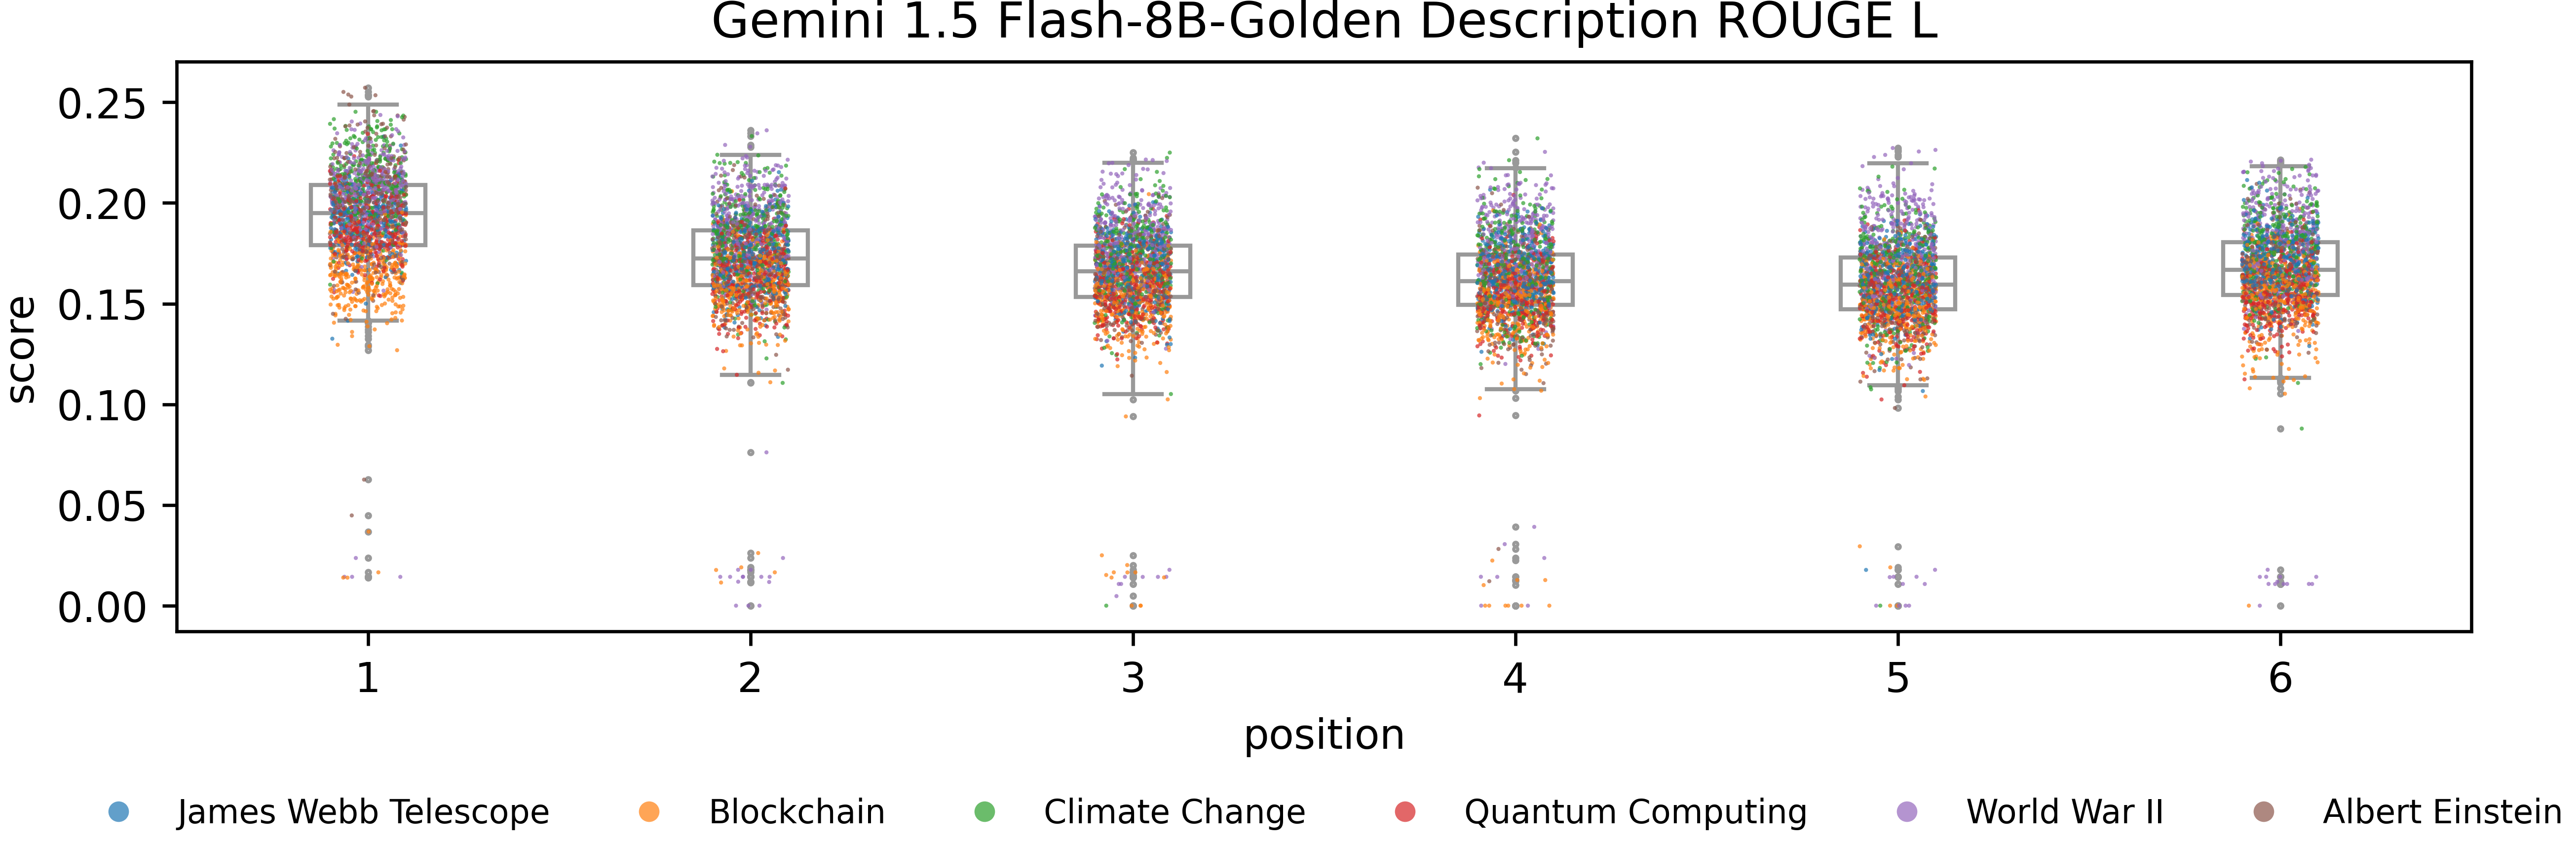 Gemini 1.5 Flash-8B-Golden Description ROUGE L
score
0.25
0.20
0.15
0.10
0.05
0.00
1 2 3 4 5 6
position
James Webb Telescope Blockchain Climate Change Quantum Computing World War II Albert Einstein